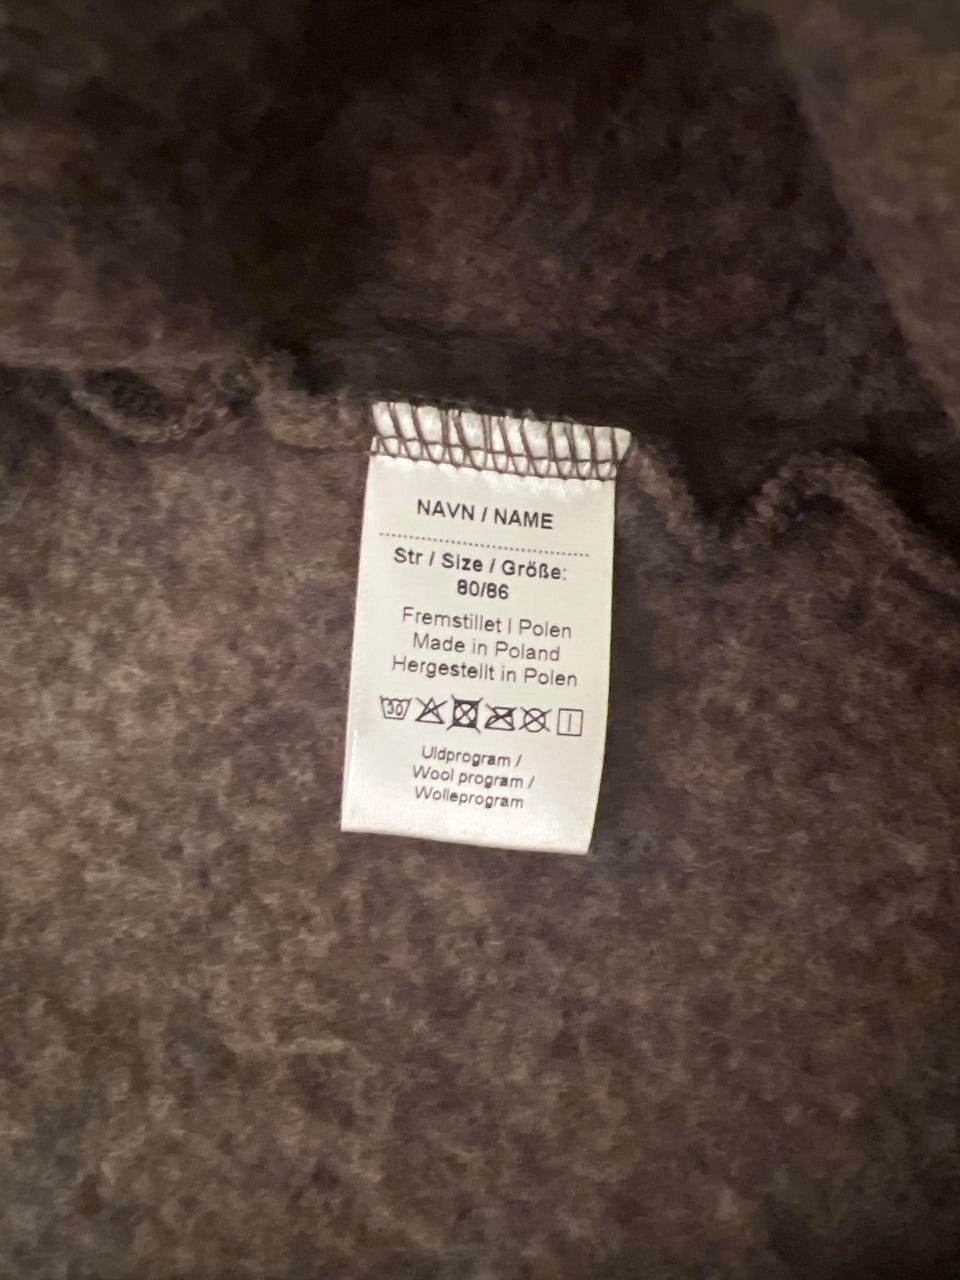 NAVN / NAME
Str / Size / Größe:
80/86
Fremstillet I Polen
Made in Poland
Hergestellt in Polen
30
Uldprogram /
Wool program /
Wolleprogram